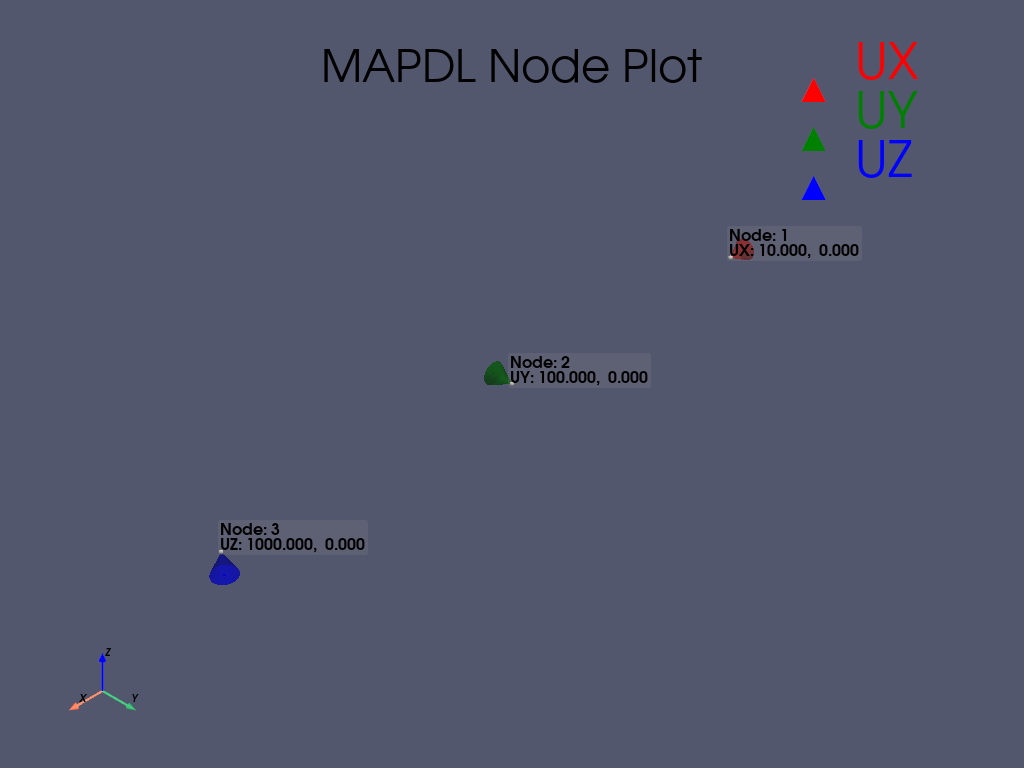 MAPDL Node Plot
UX
UY
UZ
Node: 1
UX: 10.000,  0.000
Node: 2
UY: 100.000,  0.000
Node: 3
UZ: 1000.000,  0.000
Z
X
Y